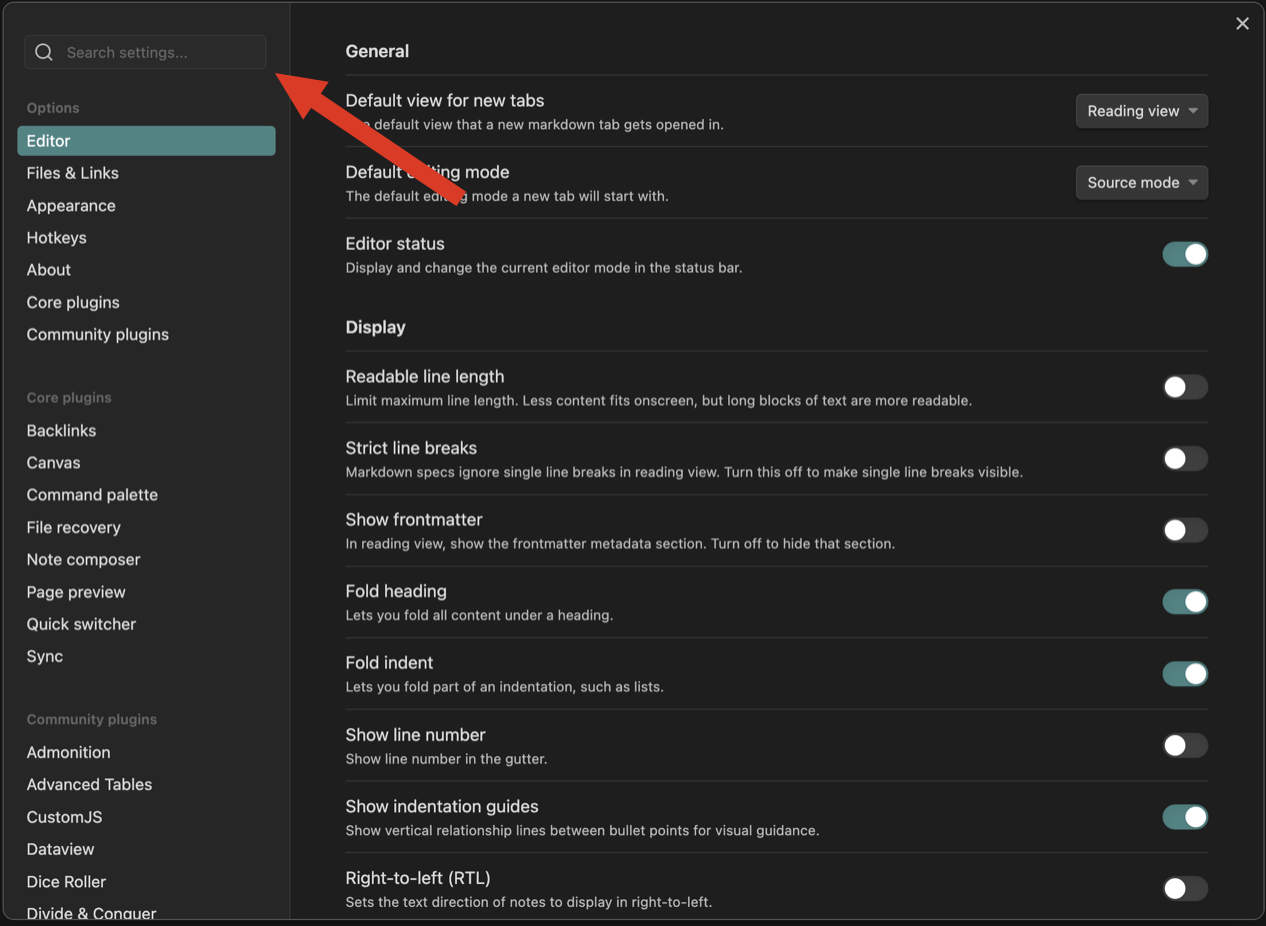 Search settings...
Options
Editor
Files & Links
Appearance
Hotkeys
About
Core plugins
Community plugins
Core plugins
Backlinks
Canvas
Command palette
File recovery
Note composer
Page preview
Quick switcher
Sync
Community plugins
Admonition
Advanced Tables
CustomJS
Dataview
Dice Roller
Divide & Conquer
General
Default view for new tabs
default view that a new markdown tab gets opened in.
Reading view
Default editing mode
The default editing mode a new tab will start with.
Source mode
Editor status
Display and change the current editor mode in the status bar.
Display
Readable line length
Limit maximum line length. Less content fits onscreen, but long blocks of text are more readable.
Strict line breaks
Markdown specs ignore single line breaks in reading view. Turn this off to make single line breaks visible.
Show frontmatter
In reading view, show the frontmatter metadata section. Turn off to hide that section.
Fold heading
Lets you fold all content under a heading.
Fold indent
Lets you fold part of an indentation, such as lists.
Show line number
Show line number in the gutter.
Show indentation guides
Show vertical relationship lines between bullet points for visual guidance.
Right-to-left (RTL)
Sets the text direction of notes to display in right-to-left.